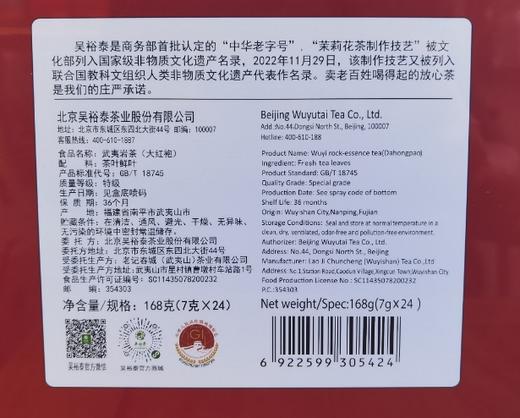 吴裕泰是商务部首批认定的“中华老字号”,“茉莉花茶制作技艺”被文
化部列入国家级非物质文化遗产名录,2022年11月29日,该制作技艺又被列入
联合国教科文组织人类非物质文化遗产代表作名录。卖老百姓喝得起的放心茶
是我们的庄严承诺。
北京吴裕泰茶业股份有限公司
地址:北京市东城区东四北大街44号 100007
客服热线:400-610-1887
食品名称:武夷岩茶(大红袍)
配 料:茶叶鲜叶
产品标准代号:GB/T 18745
质量等级:特级
生产日期:见盒底喷码
保 质 期:36个月
产 地:福建省南平市武夷山市
贮藏条件:在清洁、通风、避光、干燥、无异味、
无污染的环境中密封常温储存。
委 托 方:北京吴裕泰茶业股份有限公司
地 址:北京市东城区东四北大街44号
受委托生产商:老记春城(武夷山)茶业有限公司
受委托生产商地址:武夷山市星村镇曹墩村车站路1号
食品生产许可证编号:SC11435078200232
邮 编:354303
净含量/规格:168克(7克×24)
吴裕泰官方微信
吴裕泰官方商城
Beijing Wuyutai Tea Co., Ltd.
Add :No.44.Dongsi North St., Beijing, 100007
Customer Hotline:400-610-1887
Product Name: Wuyi rock-essence tea(Dahongpao)
Ingredient: Fresh tea leaves
Product Standard Code: GB/T 18745
Quality Grade: Special grade
Production Date: See spray code of bottom
Shelf Life: 36 months
Origin: Wuyishan City,Nanping,Fujian
Storage Conditions: Seal and store at normal temperature in a
clean, dry, ventilated, odor-free and pollution-free environment.
Authorizer: Beijing Wuyutai Tea Co., Ltd.
Address: No.44, Dongsi North St., Beijing
Manufacturer: Lao Ji Chuncheng (Wuyishan) Tea Co., Ltd.
Address: No.1,Station Road,Caodun Village,Xingcun Town,Wuyishan City
Food Production License No.: SC11435078200232
P.C.: 354303
Net weight/Spec:168g(7g×24)
6 922599 305424